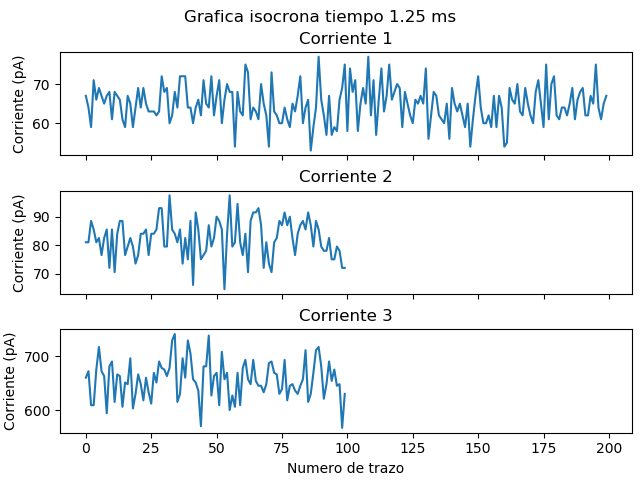 Grafica isocrona tiempo 1.25 ms
Corriente 1
Corriente (pA)
70
60
Corriente 2
Corriente (pA)
90
80
70
Corriente 3
Corriente (pA)
700
600
0 25 50 75 100 125 150 175 200
Numero de trazo